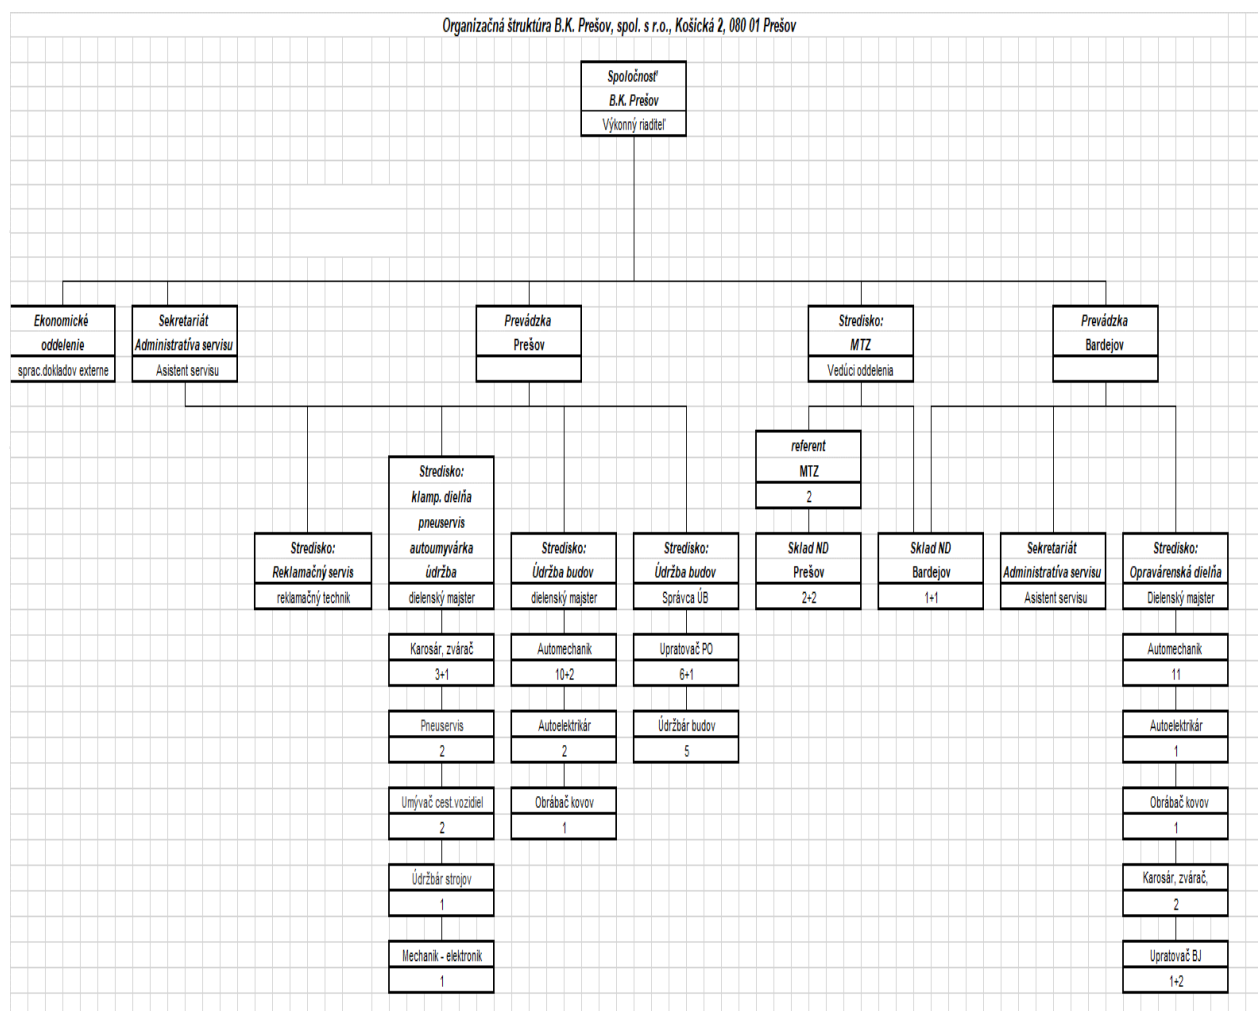 Organizačná štruktúra B.K. Prešov, spol. s r.o., Košická 2, 080 01 Prešov
Spoločnosť
B.K. Prešov
Výkonný riaditeľ
Ekonomické
oddelenie
sprac.dokladov externe
Sekretariát
Administratíva servisu
Asistent servisu
Prevádzka
Prešov
Stredisko:
MTZ
Vedúci oddelenia
Prevádzka
Bardejov
referent
MTZ
2
Stredisko:
Reklamačný servis
reklamačný technik
Stredisko:
klamp. dielňa
pneuservis
autoumyvárka
údržba
dielenský majster
Karosár, zvárač
3+1
Pneuservis
2
Umývač cest.vozidiel
2
Údržbár strojov
1
Mechanik - elektronik
1
Stredisko:
Údržba budov
dielenský majster
Automechanik
10+2
Autoelektrikár
2
Obrábač kovov
1
Stredisko:
Údržba budov
Správca ÚB
Upratovač PO
6+1
Údržbár budov
5
Sklad ND
Prešov
2+2
Sklad ND
Bardejov
1+1
Sekretariát
Administratíva servisu
Asistent servisu
Stredisko:
Opravárenská dielňa
Dielenský majster
Automechanik
11
Autoelektrikár
1
Obrábač kovov
1
Karosár, zvárač,
2
Upratovač BJ
1+2